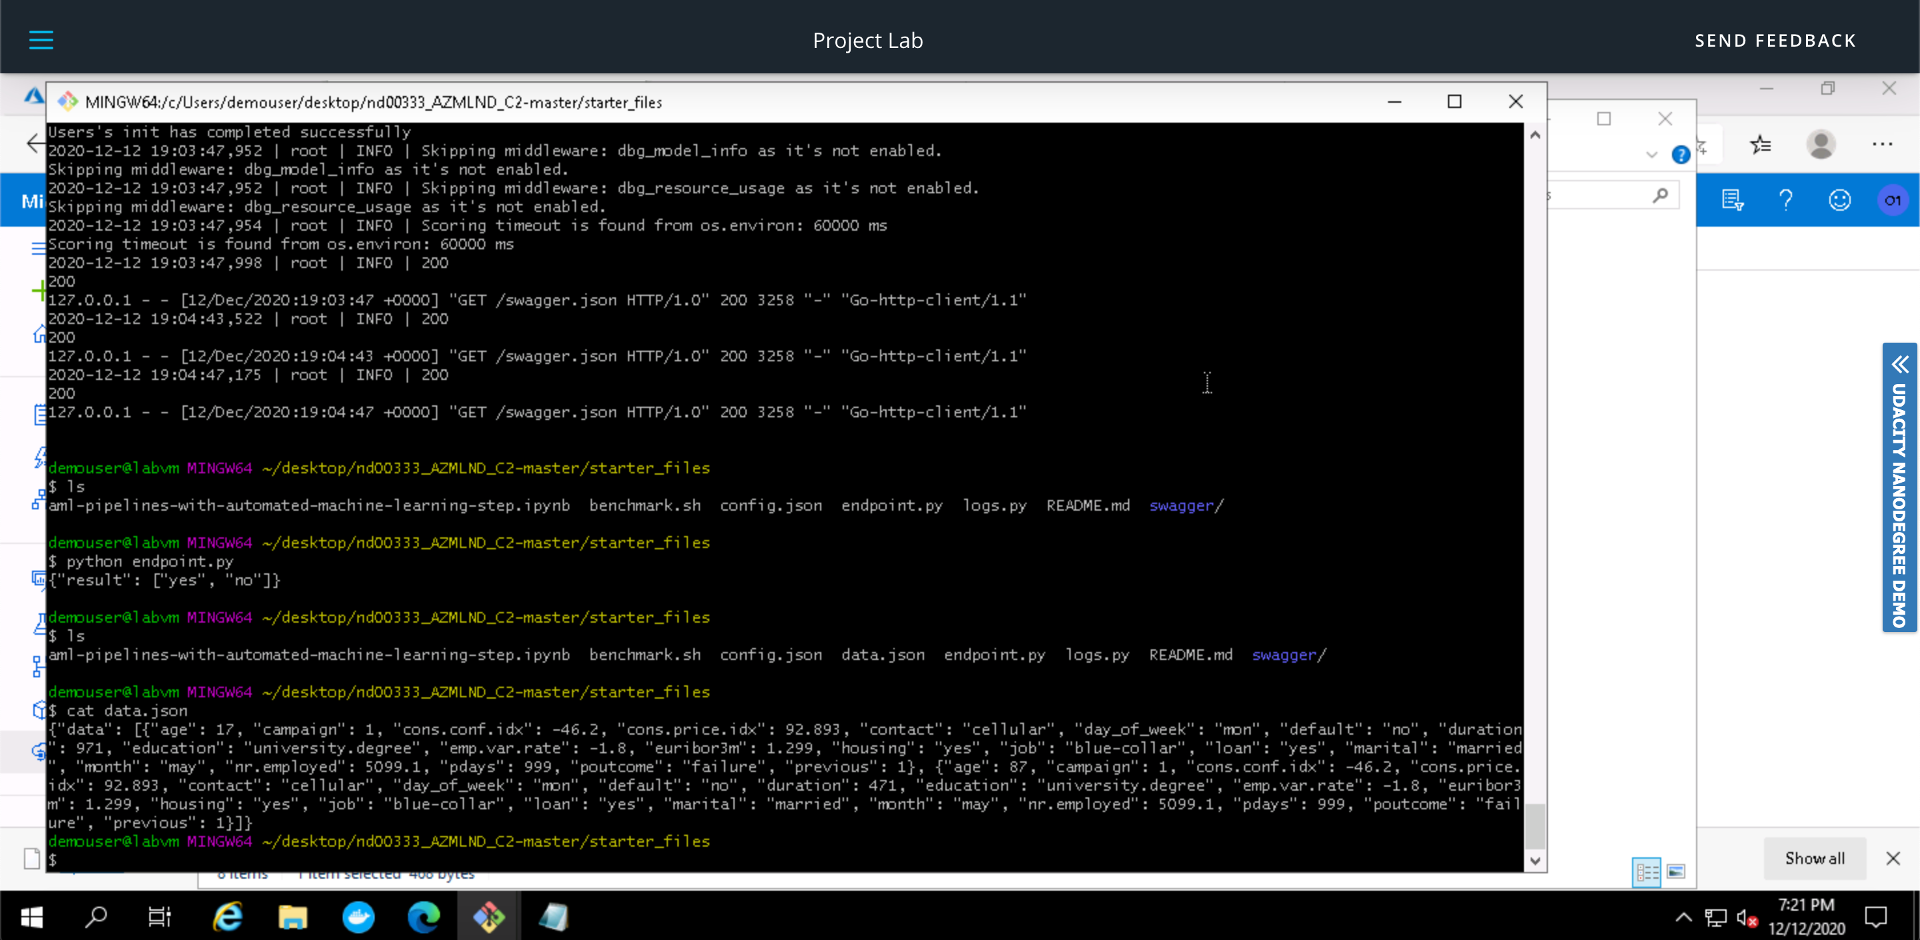 Project Lab
SEND FEEDBACK
MINGW64:/c/Users/demouser/desktop/nd00333_AZMLND_C2-master/starter_files
Users's init has completed successfully
2020-12-12 19:03:47,952 | root | INFO | Skipping middleware: dbg_model_info as it's not enabled.
Skipping middleware: dbg_model_info as it's not enabled.
2020-12-12 19:03:47,952 | root | INFO | Skipping middleware: dbg_resource_usage as it's not enabled.
Skipping middleware: dbg_resource_usage as it's not enabled.
2020-12-12 19:03:47,954 | root | INFO | Scoring timeout is found from os.environ: 60000 ms
Scoring timeout is found from os.environ: 60000 ms
2020-12-12 19:03:47,998 | root | INFO | 200
200
127.0.0.1 - - [12/Dec/2020:19:03:47 +0000] "GET /swagger.json HTTP/1.0" 200 3258 "-" "Go-http-client/1.1"
2020-12-12 19:04:43,522 | root | INFO | 200
200
127.0.0.1 - - [12/Dec/2020:19:04:43 +0000] "GET /swagger.json HTTP/1.0" 200 3258 "-" "Go-http-client/1.1"
2020-12-12 19:04:47,175 | root | INFO | 200
200
127.0.0.1 - - [12/Dec/2020:19:04:47 +0000] "GET /swagger.json HTTP/1.0" 200 3258 "-" "Go-http-client/1.1"
demouser@labvm MINGW64 ~/desktop/nd00333_AZMLND_C2-master/starter_files
$ ls
aml-pipelines-with-automated-machine-learning-step.ipynb benchmark.sh config.json endpoint.py logs.py README.md swagger/
demouser@labvm MINGW64 ~/desktop/nd00333_AZMLND_C2-master/starter_files
$ python endpoint.py
{"result": ["yes", "no"]}
demouser@labvm MINGW64 ~/desktop/nd00333_AZMLND_C2-master/starter_files
$ ls
aml-pipelines-with-automated-machine-learning-step.ipynb benchmark.sh config.json data.json endpoint.py logs.py README.md swagger/
demouser@labvm MINGW64 ~/desktop/nd00333_AZMLND_C2-master/starter_files
$ cat data.json
{"data": [{"age": 17, "campaign": 1, "cons.conf.idx": -46.2, "cons.price.idx": 92.893, "contact": "cellular", "day_of_week": "mon", "default": "no", "duration
": 971, "education": "university.degree", "emp.var.rate": -1.8, "euribor3m": 1.299, "housing": "yes", "job": "blue-collar", "loan": "yes", "marital": "married
", "month": "may", "nr.employed": 5099.1, "pdays": 999, "poutcome": "failure", "previous": 1}, {"age": 87, "campaign": 1, "cons.conf.idx": -46.2, "cons.price.
idx": 92.893, "contact": "cellular", "day_of_week": "mon", "default": "no", "duration": 471, "education": "university.degree", "emp.var.rate": -1.8, "euribor3
m": 1.299, "housing": "yes", "job": "blue-collar", "loan": "yes", "marital": "married", "month": "may", "nr.employed": 5099.1, "pdays": 999, "poutcome": "fail
ure", "previous": 1}]}
demouser@labvm MINGW64 ~/desktop/nd00333_AZMLND_C2-master/starter_files
$
Mi
01
UDACITY NANODEGREE DEMO
8 items 1 item selected 468 bytes
Show all
7:21 PM
12/12/2020